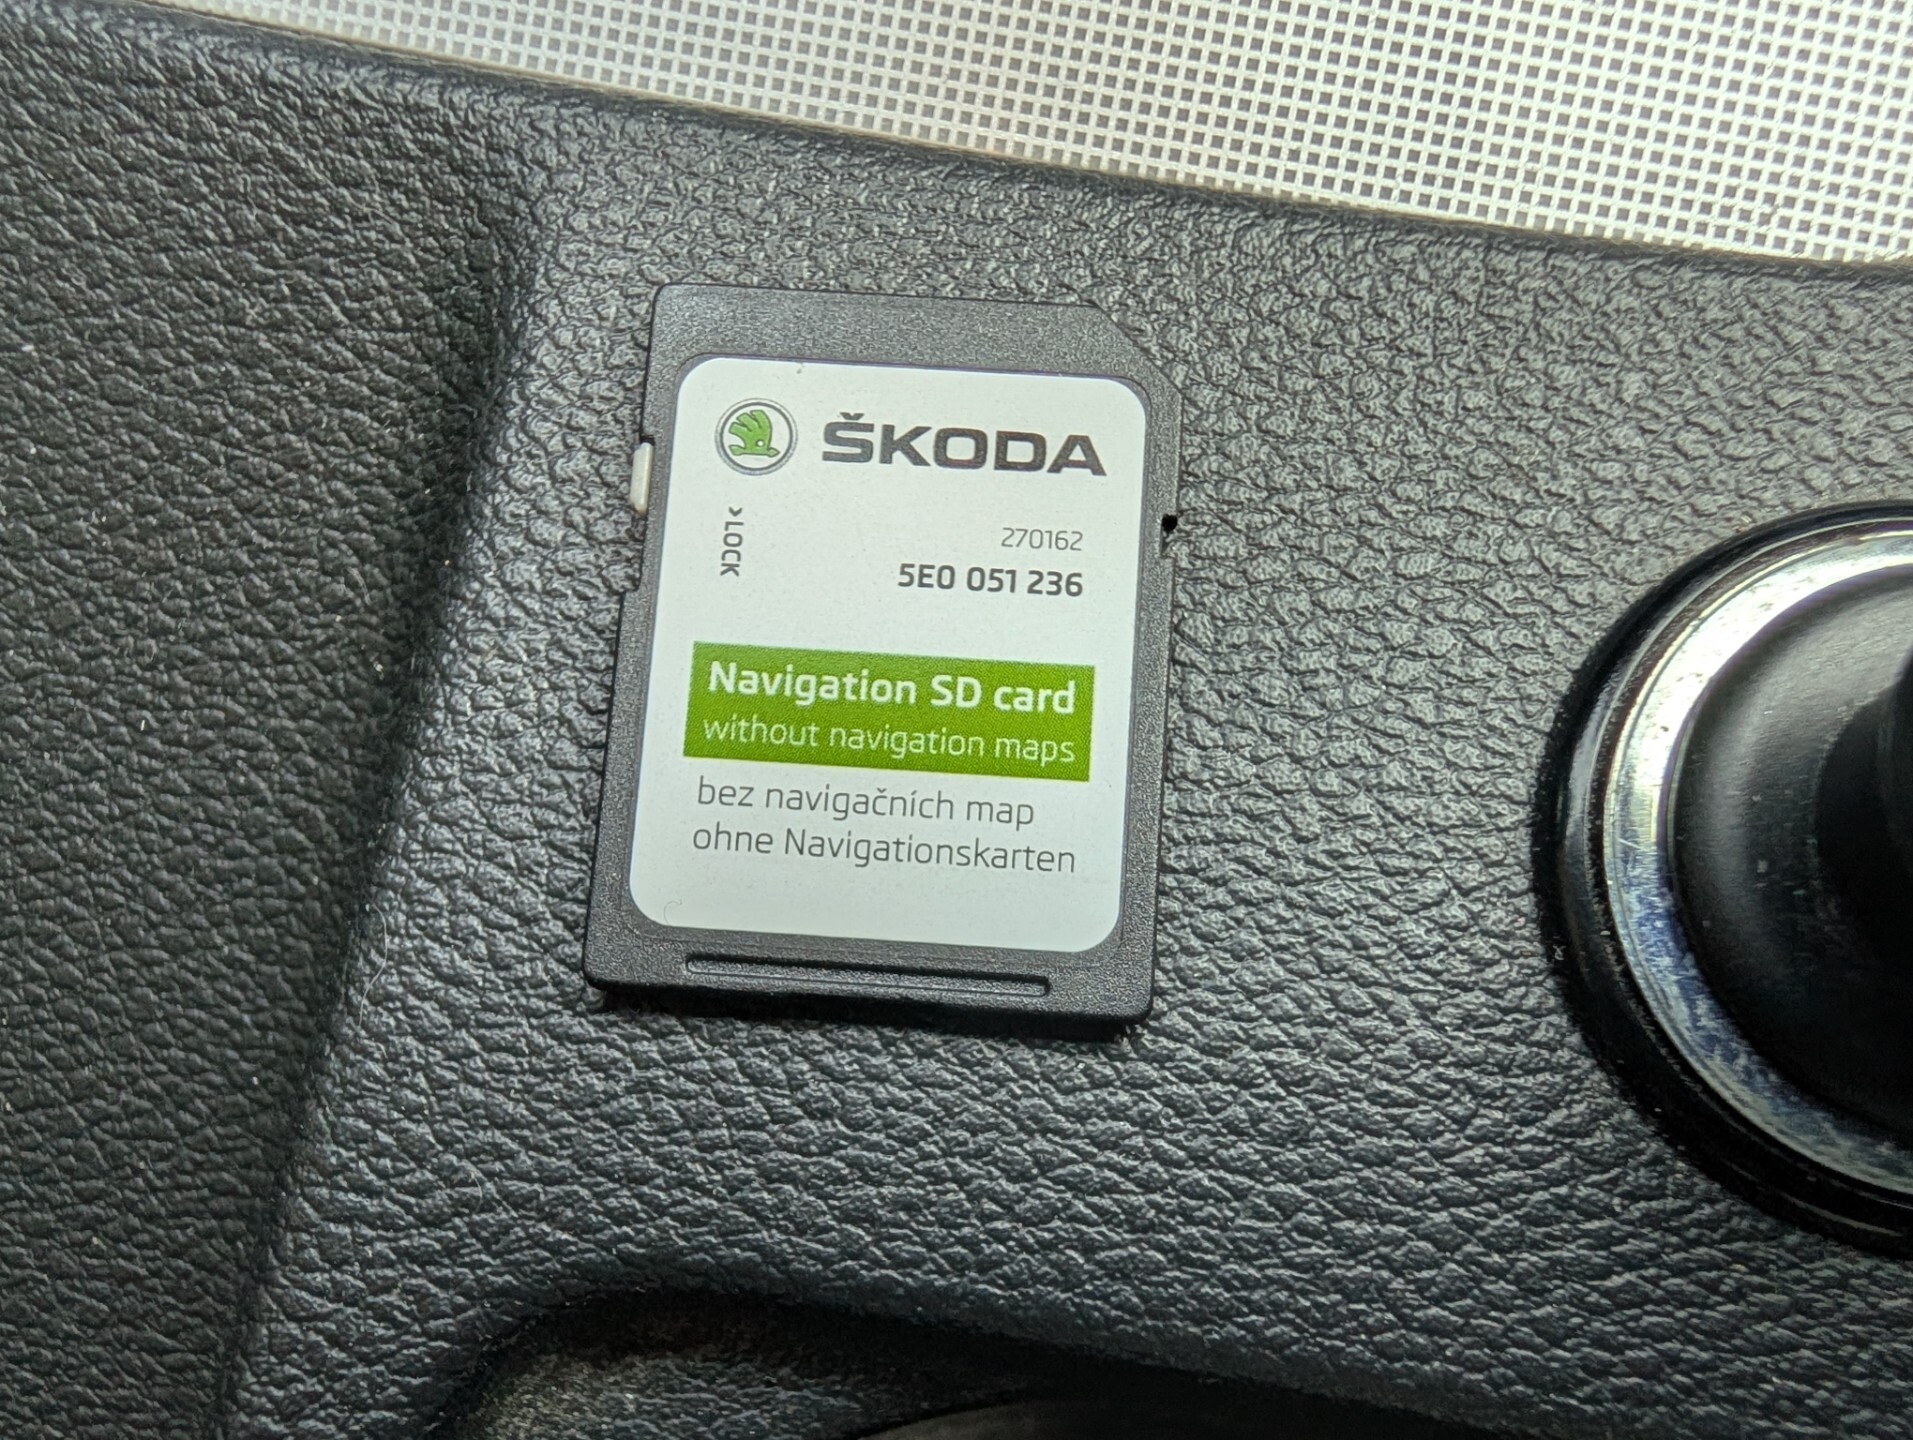 ŠKODA
>LOCK
270162
5E0 051 236
Navigation SD card
without navigation maps
bez navigačních map
ohne Navigationskarten